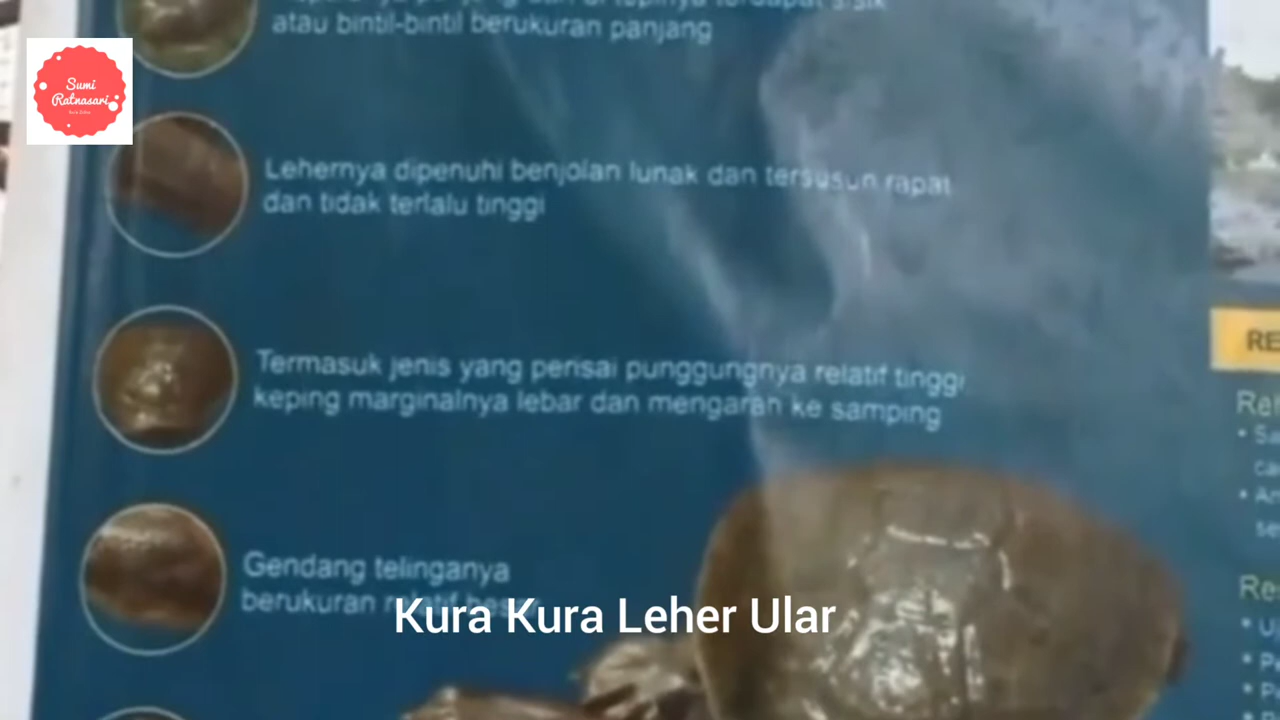 Sumi
Ratnasari
atau bintil-bintil berukuran panjang
Lehernya dipenuhi benjolan lunak dan tersusun rapat
dan tidak terlalu tinggi
Termasuk jenis yang perisai punggungnya relatif tinggi
keping marginalnya lebar dan mengarah ke samping
Gendang telinganya
berukuran relatif
Kura Kura Leher Ular
RE